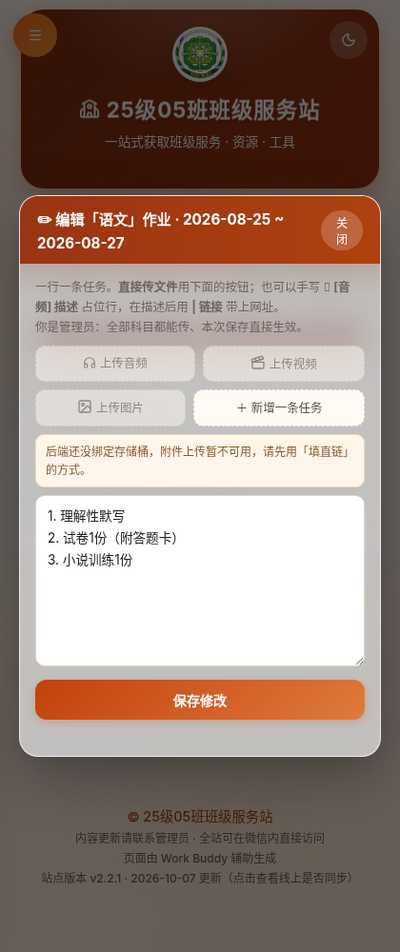 25级05班班级服务站
一站式获取班级服务 · 资源 · 工具
✏ 编辑「语文」作业 · 2026-08-25 ~
2026-08-27
关
闭
一行一条任务。直接传文件用下面的按钮；也可以手写 ▯ [音
频] 描述 占位行，在描述后用 | 链接 带上网址。
你是管理员：全部科目都能传、本次保存直接生效。
上传音频
上传视频
上传图片
＋ 新增一条任务
后端还没绑定存储桶，附件上传暂不可用，请先用「填直链」
的方式。
1. 理解性默写
2. 试卷1份（附答题卡）
3. 小说训练1份
保存修改
© 25级05班班级服务站
内容更新请联系管理员 · 全站可在微信内直接访问
页面由 Work Buddy 辅助生成
站点版本 v2.2.1 · 2026-10-07 更新（点击查看线上是否同步）